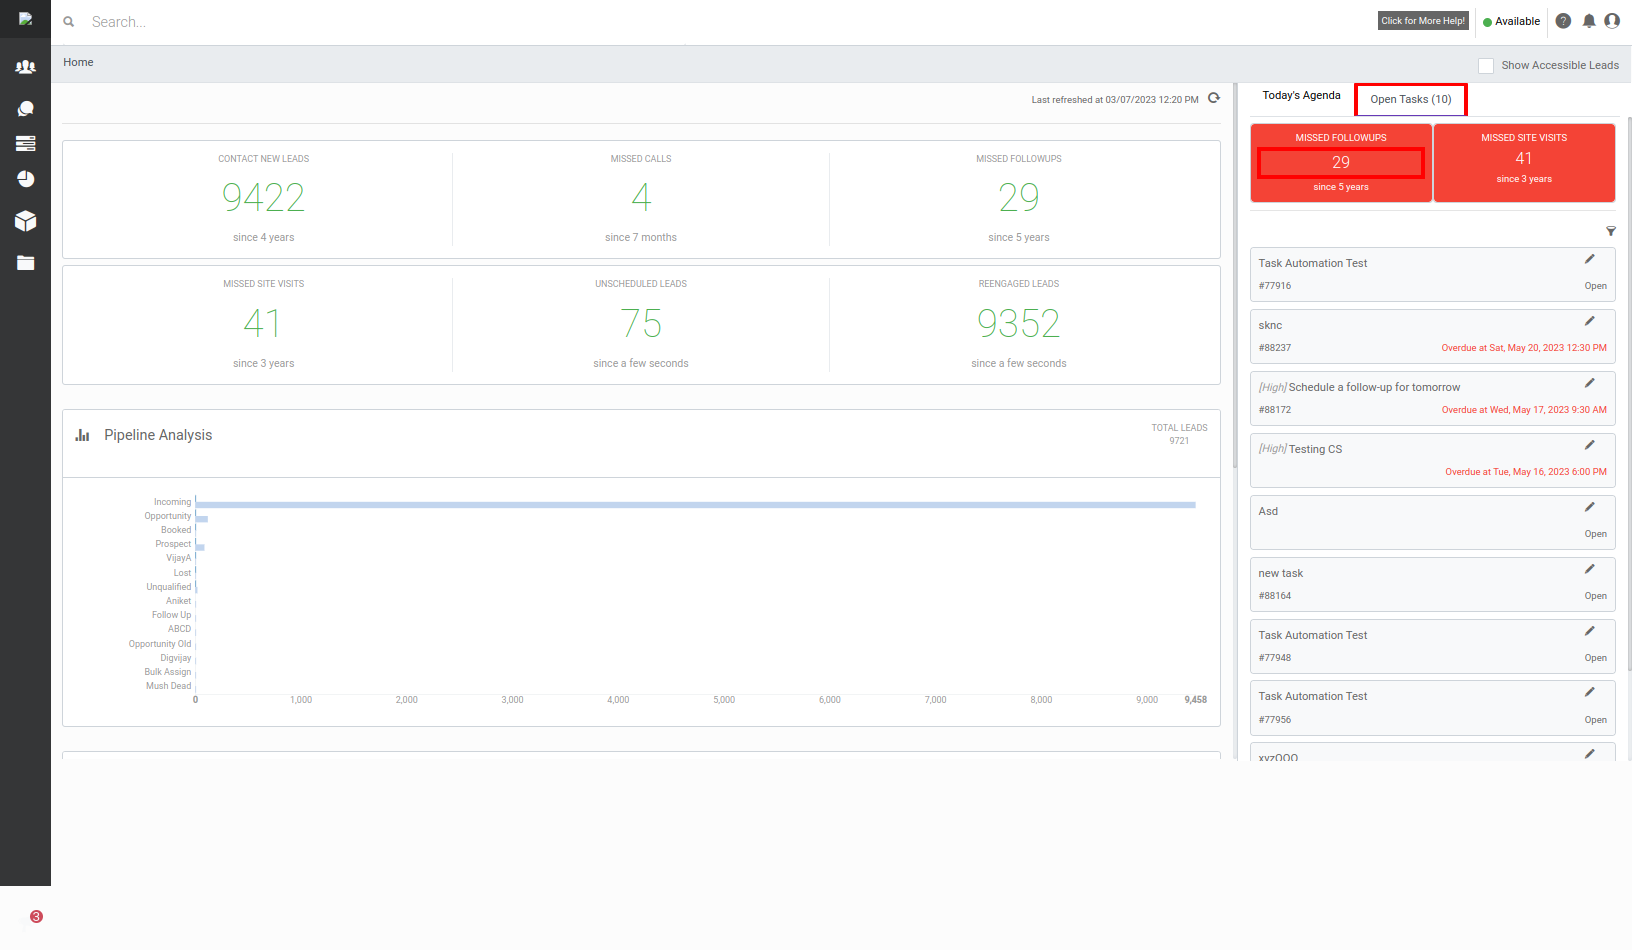 Search...
Click for More Help!
Available
Home
Show Accessible Leads
Last refreshed at 03/07/2023 12:20 PM
CONTACT NEW LEADS
9422
since 4 years
MISSED CALLS
4
since 7 months
MISSED FOLLOWUPS
29
since 5 years
MISSED SITE VISITS
41
since 3 years
UNSCHEDULED LEADS
75
since a few seconds
REENGAGED LEADS
9352
since a few seconds
Pipeline Analysis
TOTAL LEADS
9721
Incoming
Opportunity
Booked
Prospect
VijayA
Lost
Unqualified
Aniket
Follow Up
ABCD
Opportunity Old
Digvijay
Bulk Assign
Mush Dead
0 1,000 2,000 3,000 4,000 5,000 6,000 7,000 8,000 9,000 9,458
Today's Agenda
Open Tasks (10)
MISSED FOLLOWUPS
29
since 5 years
MISSED SITE VISITS
41
since 3 years
Task Automation Test
#77916 Open
sknc
#88237 Overdue at Sat, May 20, 2023 12:30 PM
[High] Schedule a follow-up for tomorrow
#88172 Overdue at Wed, May 17, 2023 9:30 AM
[High] Testing CS
Overdue at Tue, May 16, 2023 6:00 PM
Asd
Open
new task
#88164 Open
Task Automation Test
#77948 Open
Task Automation Test
#77956 Open
xyzOOO
3